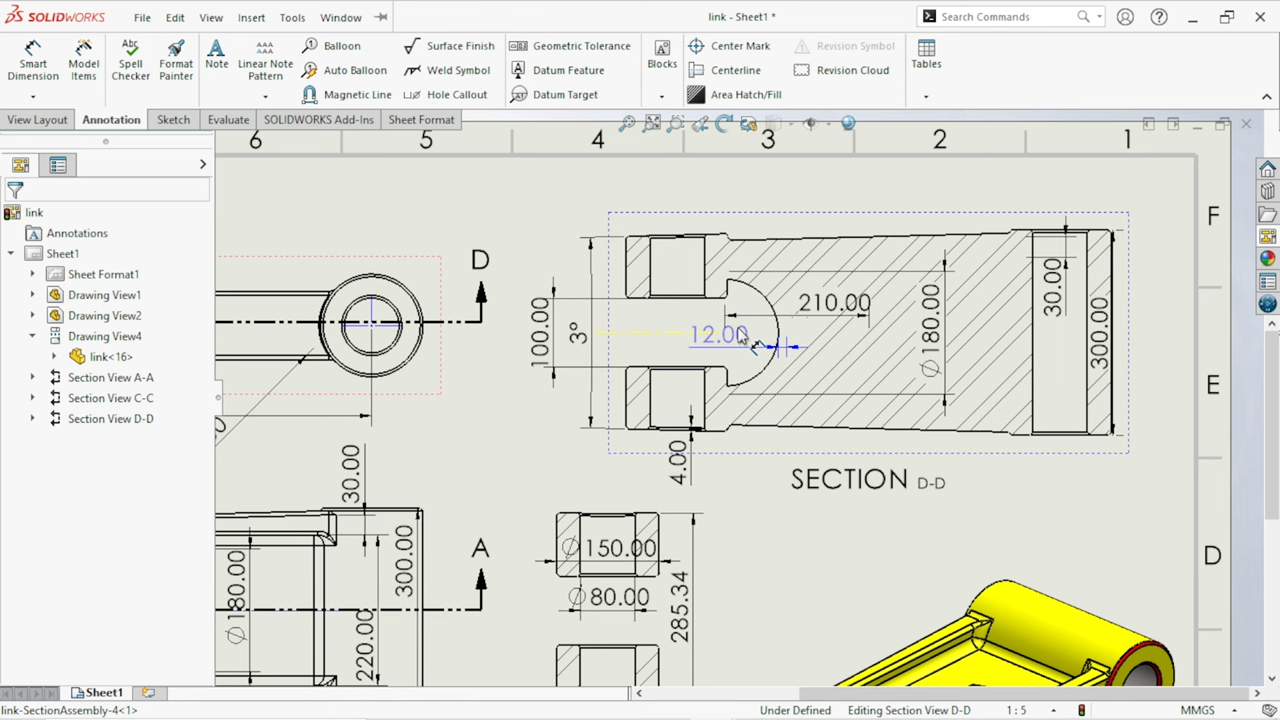 SOLIDWORKS File Edit View Insert Tools Window link - Sheet1 * Search Commands
Smart Dimension
Model Items
Spell Checker
Format Painter
Note
Linear Note Pattern
Balloon
Auto Balloon
Magnetic Line
Surface Finish
Weld Symbol
Hole Callout
Geometric Tolerance
Datum Feature
Datum Target
Blocks
Center Mark
Centerline
Area Hatch/Fill
Revision Symbol
Revision Cloud
Tables
View Layout Annotation Sketch Evaluate SOLIDWORKS Add-Ins Sheet Format
6 5 4 3 2 1
link
Annotations
Sheet1
Sheet Format1
Drawing View1
Drawing View2
Drawing View4
link<16>
Section View A-A
Section View C-C
Section View D-D
F
D
100.00
3°
12.00
210.00
⌀180.00
30.00
300.00
E
4.00
SECTION D-D
30.00
A
⌀150.00
⌀80.00
285.34
D
⌀180.00
300.00
220.00
Sheet1
link-SectionAssembly-4<1> Under Defined Editing Section View D-D 1 : 5 MMGS